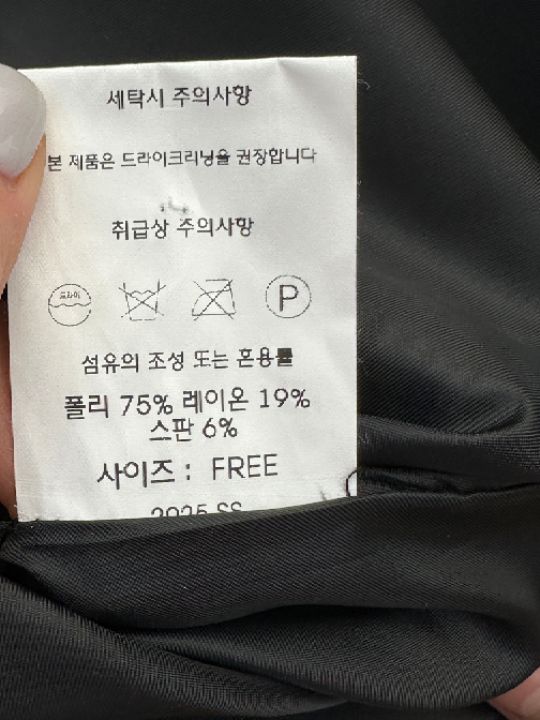 세탁시 주의사항
본 제품은 드라이크리닝을 권장합니다
취급상 주의사항
드라이 P
섬유의 조성 또는 혼용률
폴리 75% 레이온 19%
스판 6%
사이즈 : FREE
2025 SS